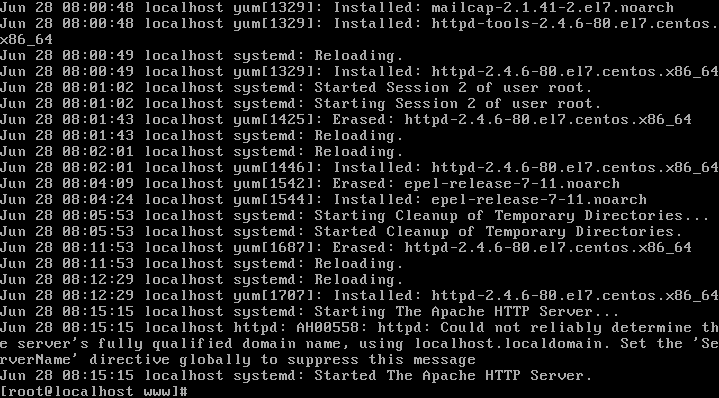 Jun 28 08:00:48 localhost yum[1329]: Installed: mailcap-2.1.41-2.el7.noarch
Jun 28 08:00:48 localhost yum[1329]: Installed: httpd-tools-2.4.6-80.el7.centos.
x86_64
Jun 28 08:00:49 localhost systemd: Reloading.
Jun 28 08:00:49 localhost yum[1329]: Installed: httpd-2.4.6-80.el7.centos.x86_64
Jun 28 08:01:02 localhost systemd: Started Session 2 of user root.
Jun 28 08:01:02 localhost systemd: Starting Session 2 of user root.
Jun 28 08:01:43 localhost yum[1425]: Erased: httpd-2.4.6-80.el7.centos.x86_64
Jun 28 08:01:43 localhost systemd: Reloading.
Jun 28 08:02:01 localhost systemd: Reloading.
Jun 28 08:02:01 localhost yum[1446]: Installed: httpd-2.4.6-80.el7.centos.x86_64
Jun 28 08:04:09 localhost yum[1542]: Erased: epel-release-7-11.noarch
Jun 28 08:04:24 localhost yum[1544]: Installed: epel-release-7-11.noarch
Jun 28 08:05:53 localhost systemd: Starting Cleanup of Temporary Directories...
Jun 28 08:05:53 localhost systemd: Started Cleanup of Temporary Directories.
Jun 28 08:11:53 localhost yum[1687]: Erased: httpd-2.4.6-80.el7.centos.x86_64
Jun 28 08:11:53 localhost systemd: Reloading.
Jun 28 08:12:29 localhost systemd: Reloading.
Jun 28 08:12:29 localhost yum[1707]: Installed: httpd-2.4.6-80.el7.centos.x86_64
Jun 28 08:15:15 localhost systemd: Starting The Apache HTTP Server...
Jun 28 08:15:15 localhost httpd: AH00558: httpd: Could not reliably determine th
e server's fully qualified domain name, using localhost.localdomain. Set the 'Se
rverName' directive globally to suppress this message
Jun 28 08:15:15 localhost systemd: Started The Apache HTTP Server.
[root@localhost www]#